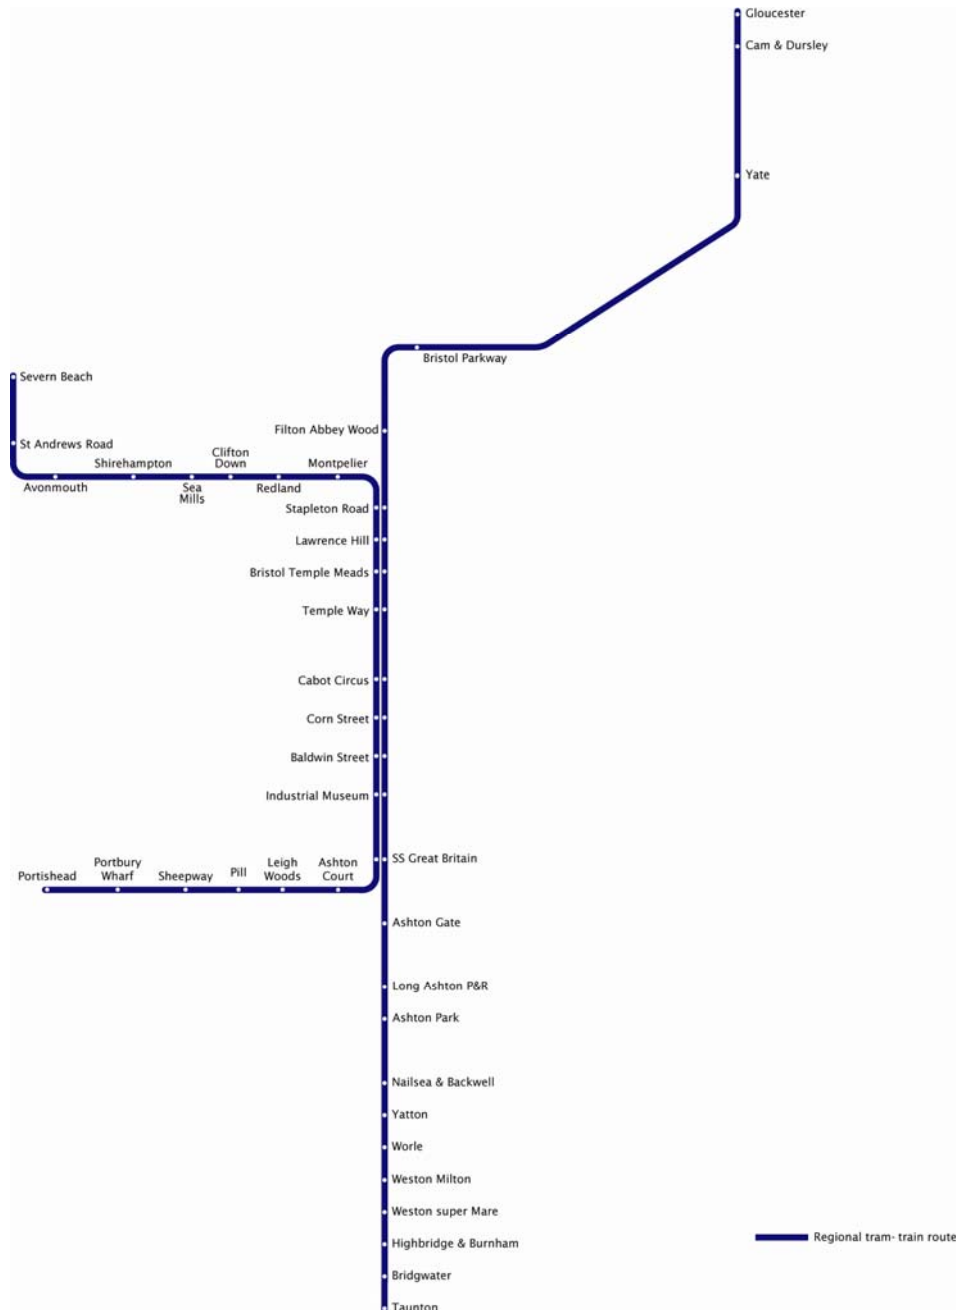 Gloucester
Cam & Dursley
Yate
Bristol Parkway
Severn Beach
Filton Abbey Wood
St Andrews Road
Clifton
Down
Shirehampton
Montpelier
Avonmouth
Sea
Mills
Redland
Stapleton Road
Lawrence Hill
Bristol Temple Meads
Temple Way
Cabot Circus
Corn Street
Baldwin Street
Industrial Museum
SS Great Britain
Portishead
Portbury
Wharf
Sheepway
Pill
Leigh
Woods
Ashton
Court
Ashton Gate
Long Ashton P&R
Ashton Park
Nailsea & Backwell
Yatton
Worle
Weston Milton
Weston super Mare
Highbridge & Burnham
Regional tram- train route
Bridgwater
Taunton